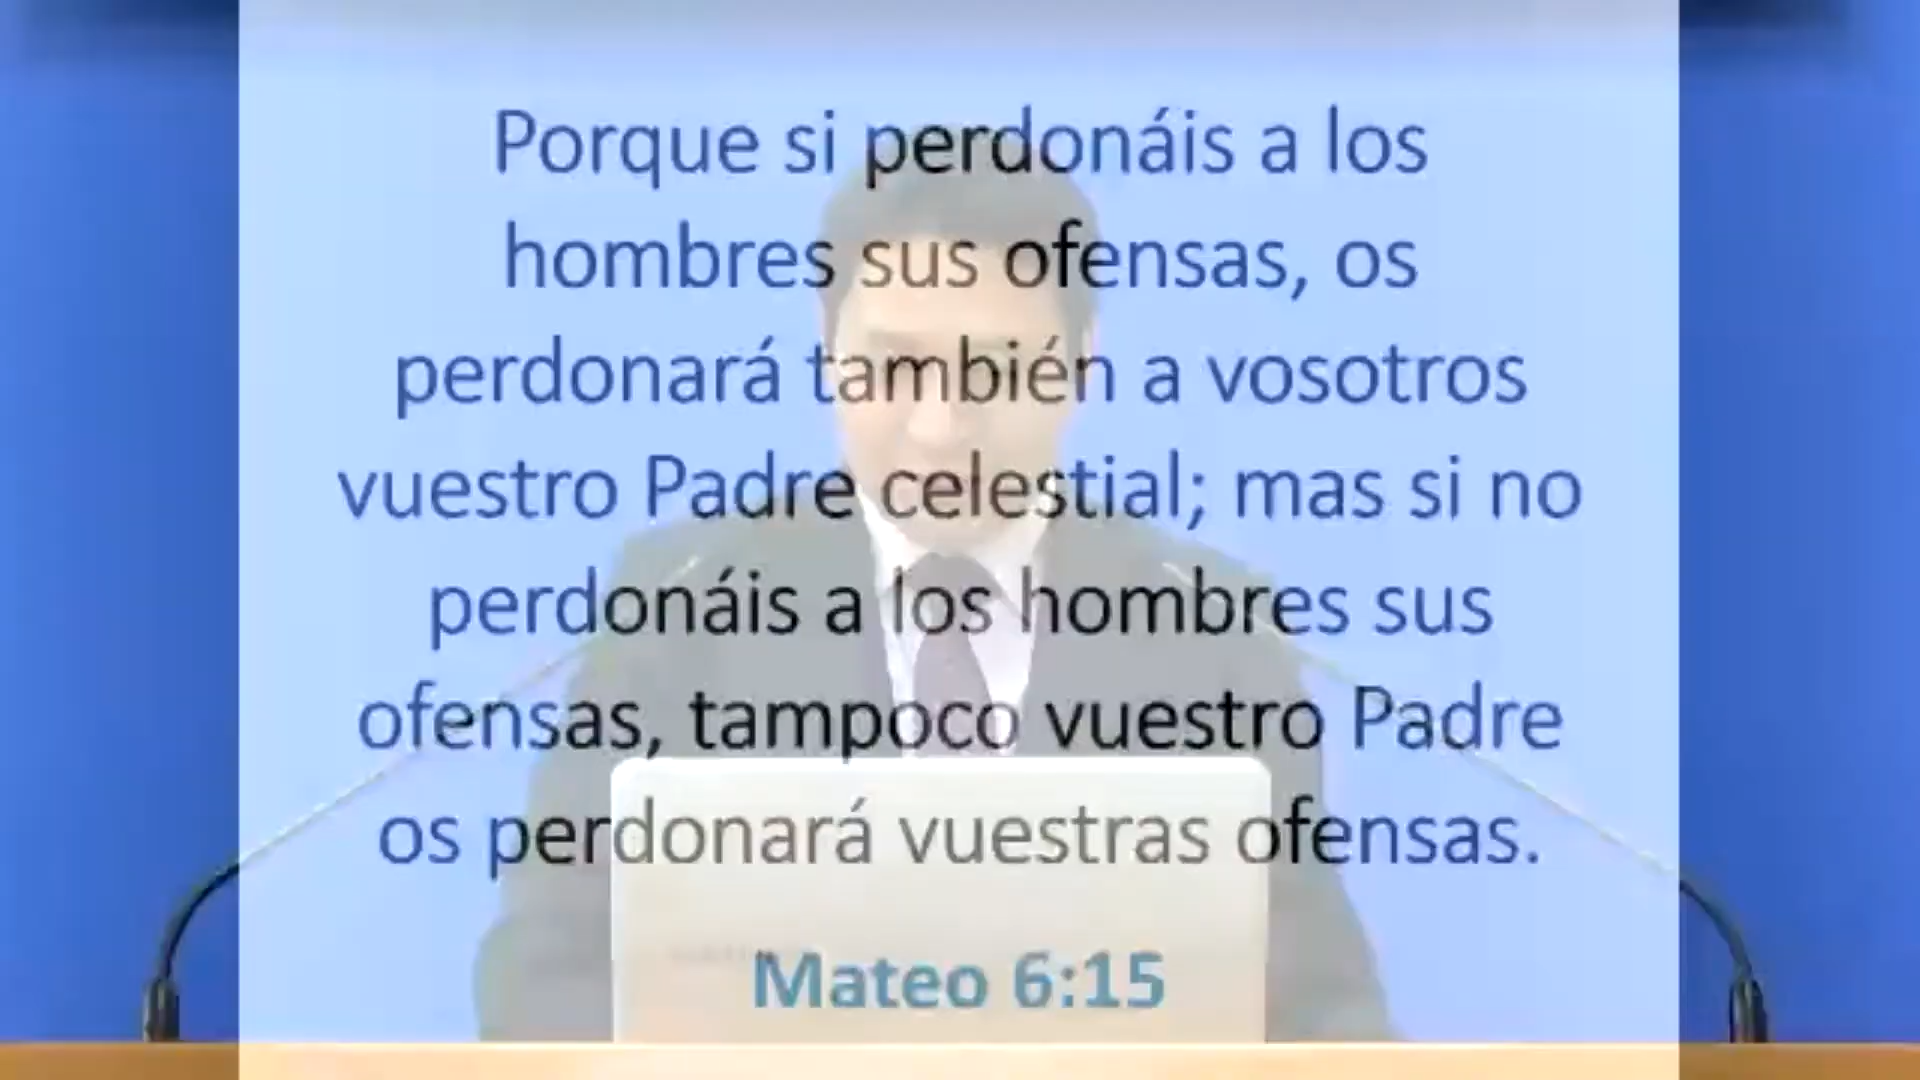 Porque si perdonáis a los
hombres sus ofensas, os
perdonará también a vosotros
vuestro Padre celestial; mas si no
perdonáis a los hombres sus
ofensas, tampoco vuestro Padre
os perdonará vuestras ofensas.
Mateo 6:15